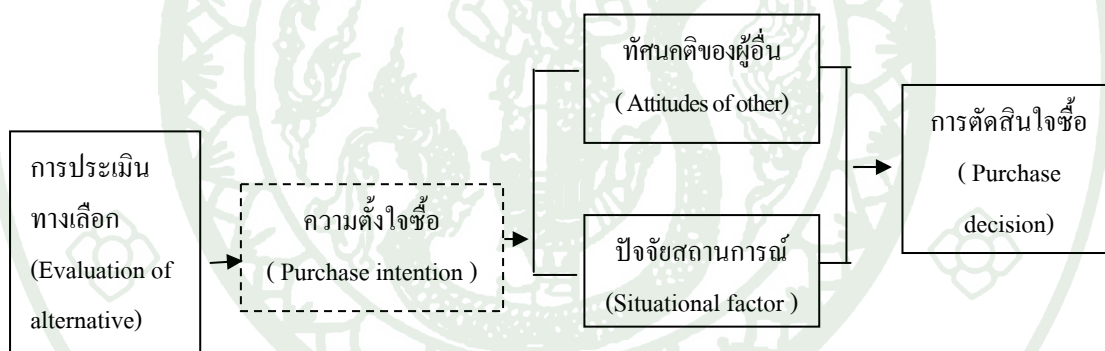 การประเมิน
ทางเลือก
(Evaluation of
alternative)
ความตั้งใจซื้อ
( Purchase intention )
ทัศนคติของผู้อื่น
( Attitudes of other)
ปัจจัยสถานการณ์
(Situational factor )
การตัดสินใจซื้อ
( Purchase
decision)